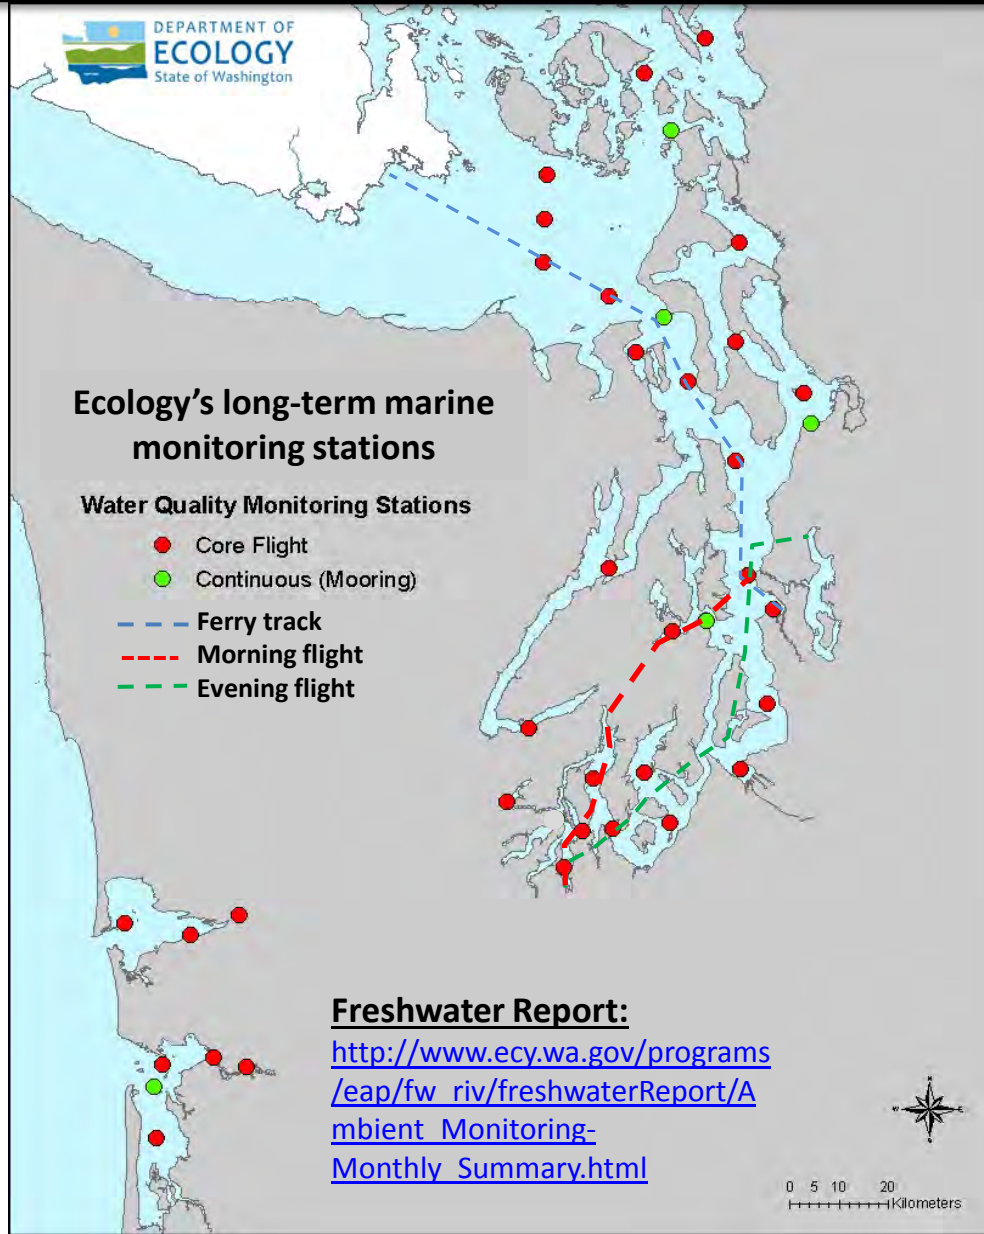 DEPARTMENT OF
ECOLOGY
State of Washington
Ecology’s long-term marine
monitoring stations
Water Quality Monitoring Stations
Core Flight
Continuous (Mooring)
Ferry track
Morning flight
Evening flight
Freshwater Report:
http://www.ecy.wa.gov/programs
/eap/fw_riv/freshwaterReport/A
mbient_Monitoring-
Monthly_Summary.html
N
W E
S
0 5 10 20
Kilometers